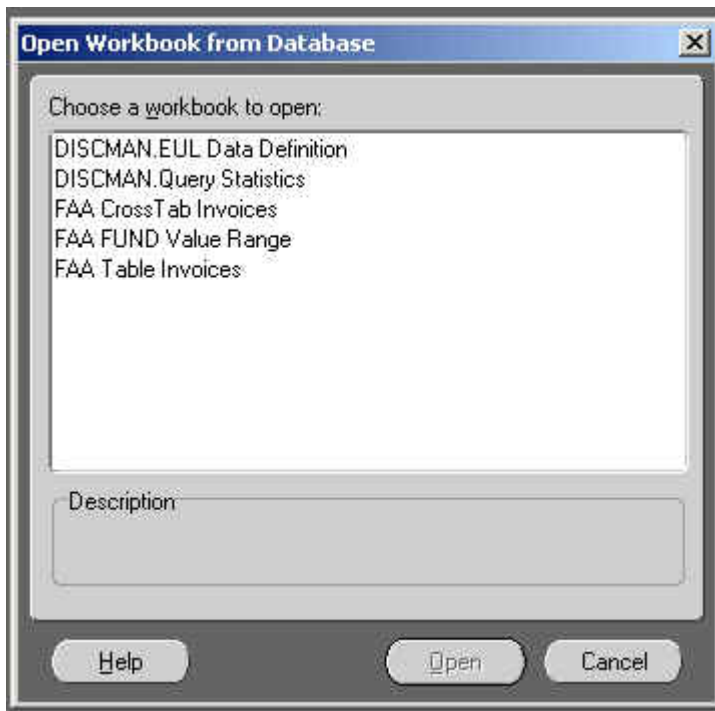 Open Workbook from Database
Choose a workbook to open:
DISCMAN.EUL Data Definition
DISCMAN.Query Statistics
FAA CrossTab Invoices
FAA FUND Value Range
FAA Table Invoices
Description
Help Open Cancel